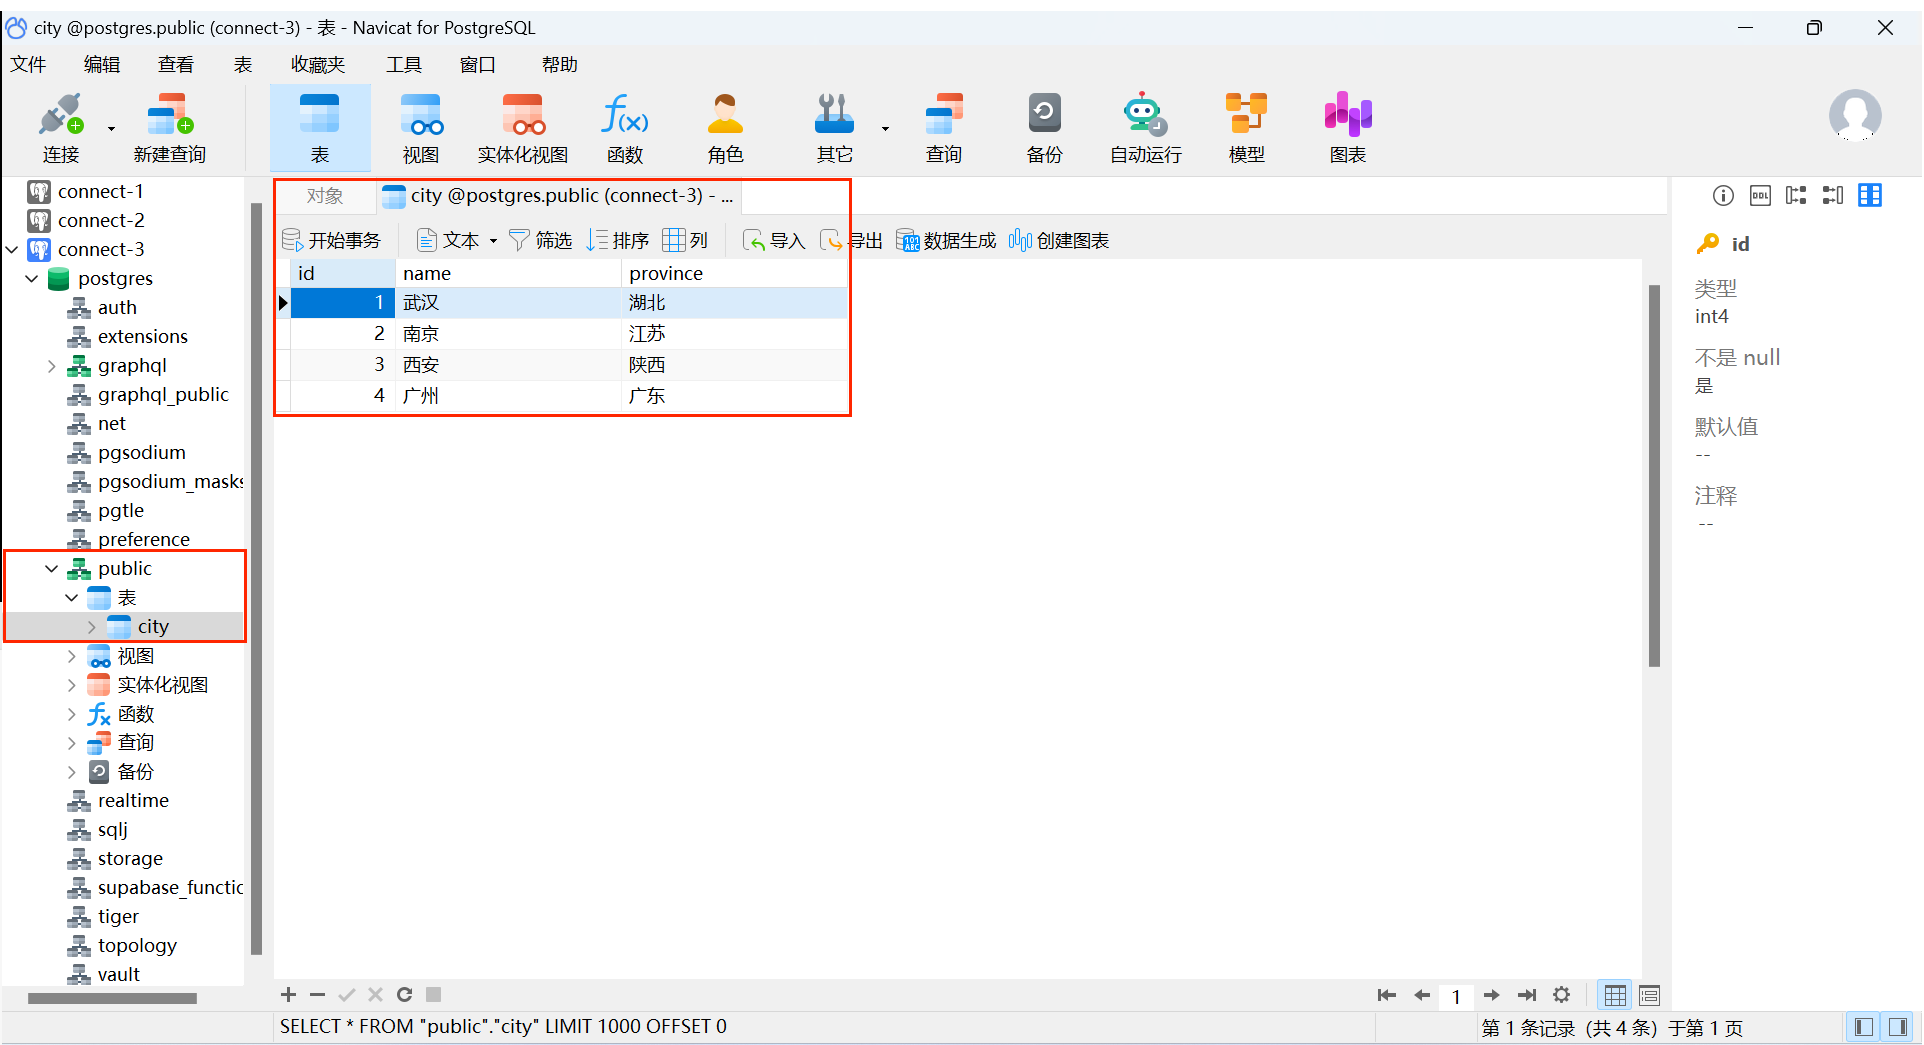 city @postgres.public (connect-3) - 表 - Navicat for PostgreSQL
文件 编辑 查看 表 收藏夹 工具 窗口 帮助
连接 新建查询 表 视图 实体化视图 函数 角色 其它 查询 备份 自动运行 模型 图表
connect-1
connect-2
connect-3
postgres
auth
extensions
graphql
graphql_public
net
pgsodium
pgsodium_masks
pgtle
preference
public
表
city
视图
实体化视图
函数
查询
备份
realtime
sqlj
storage
supabase_functic
tiger
topology
vault
对象 city @postgres.public (connect-3) - ...
开始事务 文本 筛选 排序 列 导入 导出 数据生成 创建图表
id name province
1 武汉 湖北
2 南京 江苏
3 西安 陕西
4 广州 广东
id
类型
int4
不是 null
是
默认值
--
注释
--
1
SELECT * FROM "public"."city" LIMIT 1000 OFFSET 0
第 1 条记录 (共 4 条) 于第 1 页